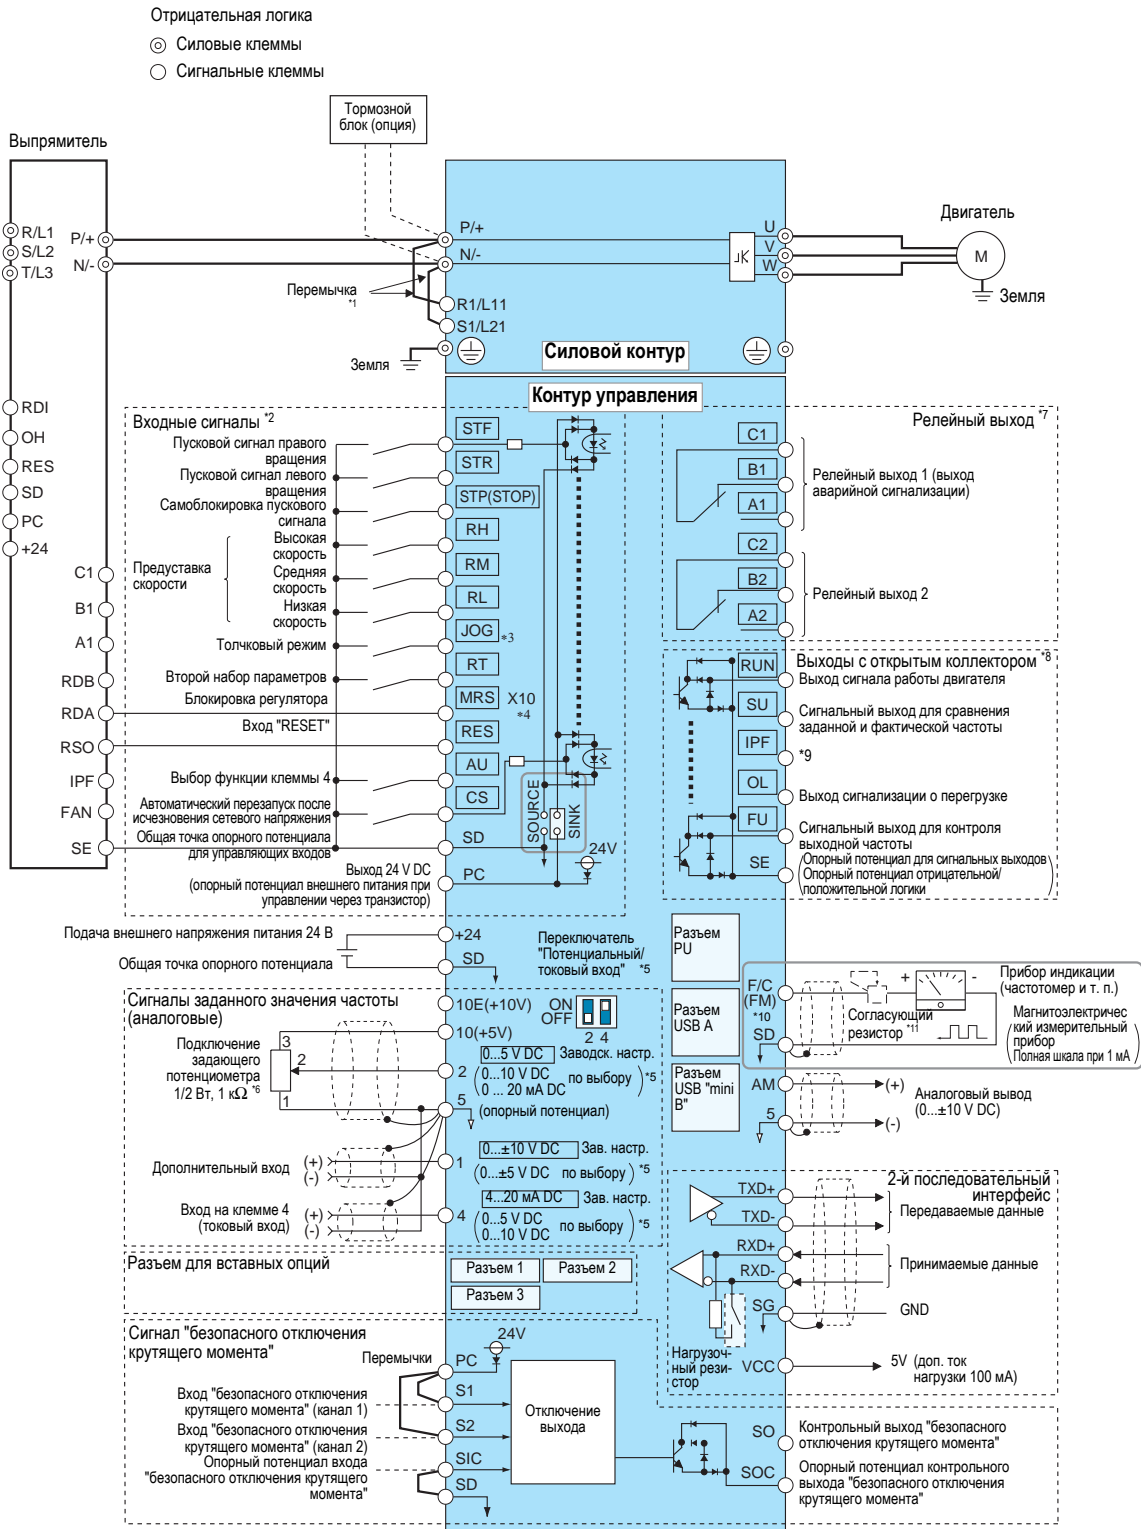 Отрицательная логика
Силовые клеммы
Сигнальные клеммы
Тормозной
блок (опция)
Выпрямитель
R/L1
S/L2
T/L3
P/+
N/-
P/+
N/-
Перемычка
*1
R1/L11
S1/L21
Земля
U
V
W
Двигатель
M
Земля
Силовой контур
Контур управления
RDI
OH
RES
SD
PC
+24
C1
B1
A1
RDB
RDA
RSO
IPF
FAN
SE
Входные сигналы *2
Пусковой сигнал правого
вращения
Пусковой сигнал левого
вращения
Самоблокировка пускового
сигнала
Предуставка
скорости
Высокая
скорость
Средняя
скорость
Низкая
скорость
Толчковый режим
Второй набор параметров
Блокировка регулятора
Вход "RESET"
Выбор функции клеммы 4
Автоматический перезапуск после
исчезновения сетевого напряжения
Общая точка опорного потенциала
для управляющих входов
Выход 24 V DC
(опорный потенциал внешнего питания при
управлении через транзистор)
STF
STR
STP(STOP)
RH
RM
RL
JOG *3
RT
MRS X10
*4
RES
AU
CS
SD
PC
SOURCE
SINK
24V
Релейный выход *7
C1
B1
A1
Релейный выход 1 (выход
аварийной сигнализации)
C2
B2
A2
Релейный выход 2
Выходы с открытым коллектором *8
RUN
Выход сигнала работы двигателя
SU
Сигнальный выход для сравнения
заданной и фактической частоты
IPF
*9
OL
Выход сигнализации о перегрузке
FU
Сигнальный выход для контроля
выходной частоты
SE
(Опорный потенциал для сигнальных выходов
Опорный потенциал отрицательной/
положительной логики)
Подача внешнего напряжения питания 24 В
Общая точка опорного потенциала
+24
SD
Переключатель
"Потенциальный/
токовый вход" *5
Разъем
PU
Разъем
USB A
Разъем
USB "mini
B"
F/C
(FM)
*10
SD
+
-
Согласующий
резистор *11
Прибор индикации
(частотомер и т. п.)
(Магнитоэлектричес
кий измерительный
прибор
Полная шкала при 1 мА)
AM
5
(+)
(-)
Аналоговый вывод
(0...±10 V DC)
Сигналы заданного значения частоты
(аналоговые)
Подключение
задающего
потенциометра
1/2 Вт, 1 кΩ *6
3
2
1
10E(+10V)
10(+5V)
ON
OFF
2 4
2
0...5 V DC Заводск. настр.
(0...10 V DC
0 ... 20 мА DC по выбору) *5
5
(опорный потенциал)
Дополнительный вход
(+)
(-)
1
0...±10 V DC Зав. настр.
(0...±5 V DC по выбору) *5
Вход на клемме 4
(токовый вход)
(+)
(-)
4
4...20 мА DC Зав. настр.
(0...5 V DC
0...10 V DC по выбору) *5
Разъем для вставных опций
Разъем 1
Разъем 2
Разъем 3
2-й последовательный
интерфейс
TXD+
TXD-
Передаваемые данные
RXD+
RXD-
Принимаемые данные
SG
GND
Нагрузоч-
ный рези-
стор
VCC
5V (доп. ток
нагрузки 100 мА)
Сигнал "безопасного отключения
крутящего момента"
Перемычки
24V
PC
S1
S2
SIC
SD
Вход "безопасного отключения
крутящего момента" (канал 1)
Вход "безопасного отключения
крутящего момента" (канал 2)
Опорный потенциал входа
"безопасного отключения крутящего
момента"
Отключение
выхода
SO
SOC
Контрольный выход "безопасного
отключения крутящего момента"
Опорный потенциал контрольного
выхода "безопасного отключения
крутящего момента"